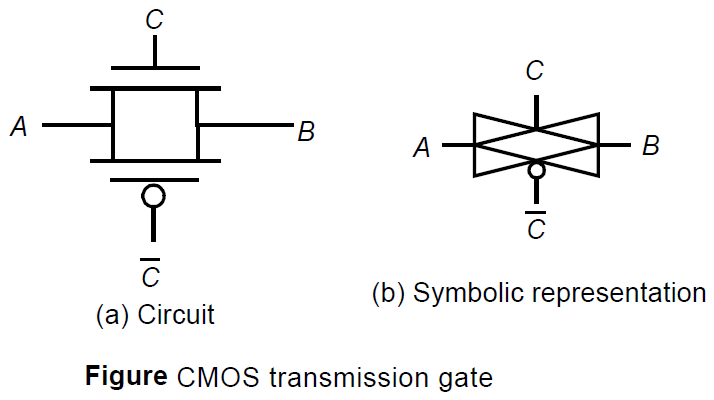 C
A
B
C̅
(a) Circuit
C
A
B
C̅
(b) Symbolic representation
Figure CMOS transmission gate